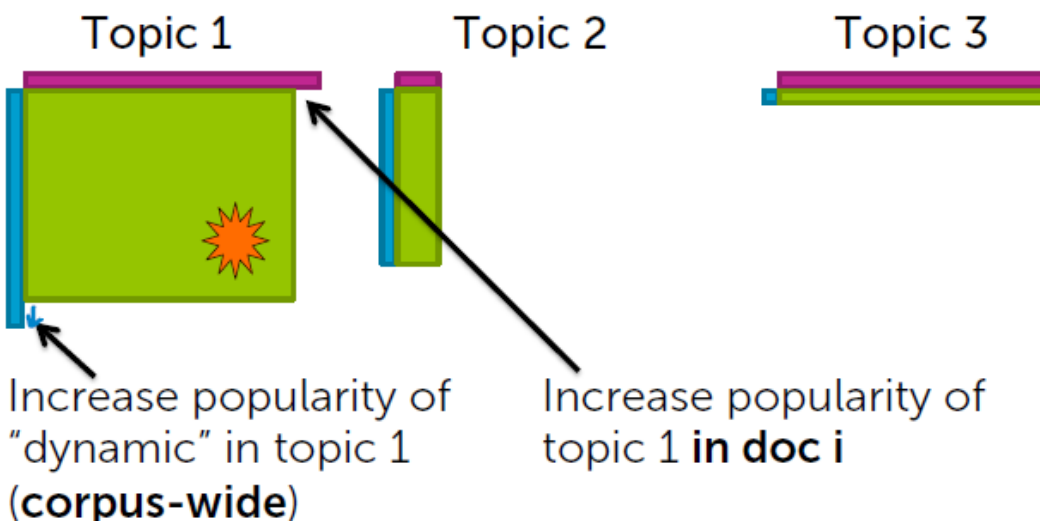 Topic 1
Topic 2
Topic 3
Increase popularity of
“dynamic” in topic 1
(corpus-wide)
Increase popularity of
topic 1 in doc i